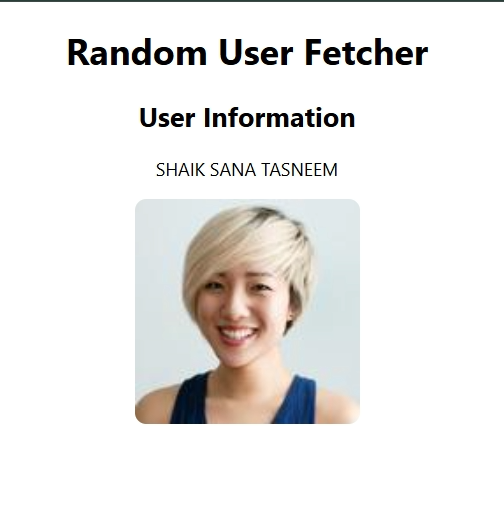 Random User Fetcher
User Information
SHAIK SANA TASNEEM